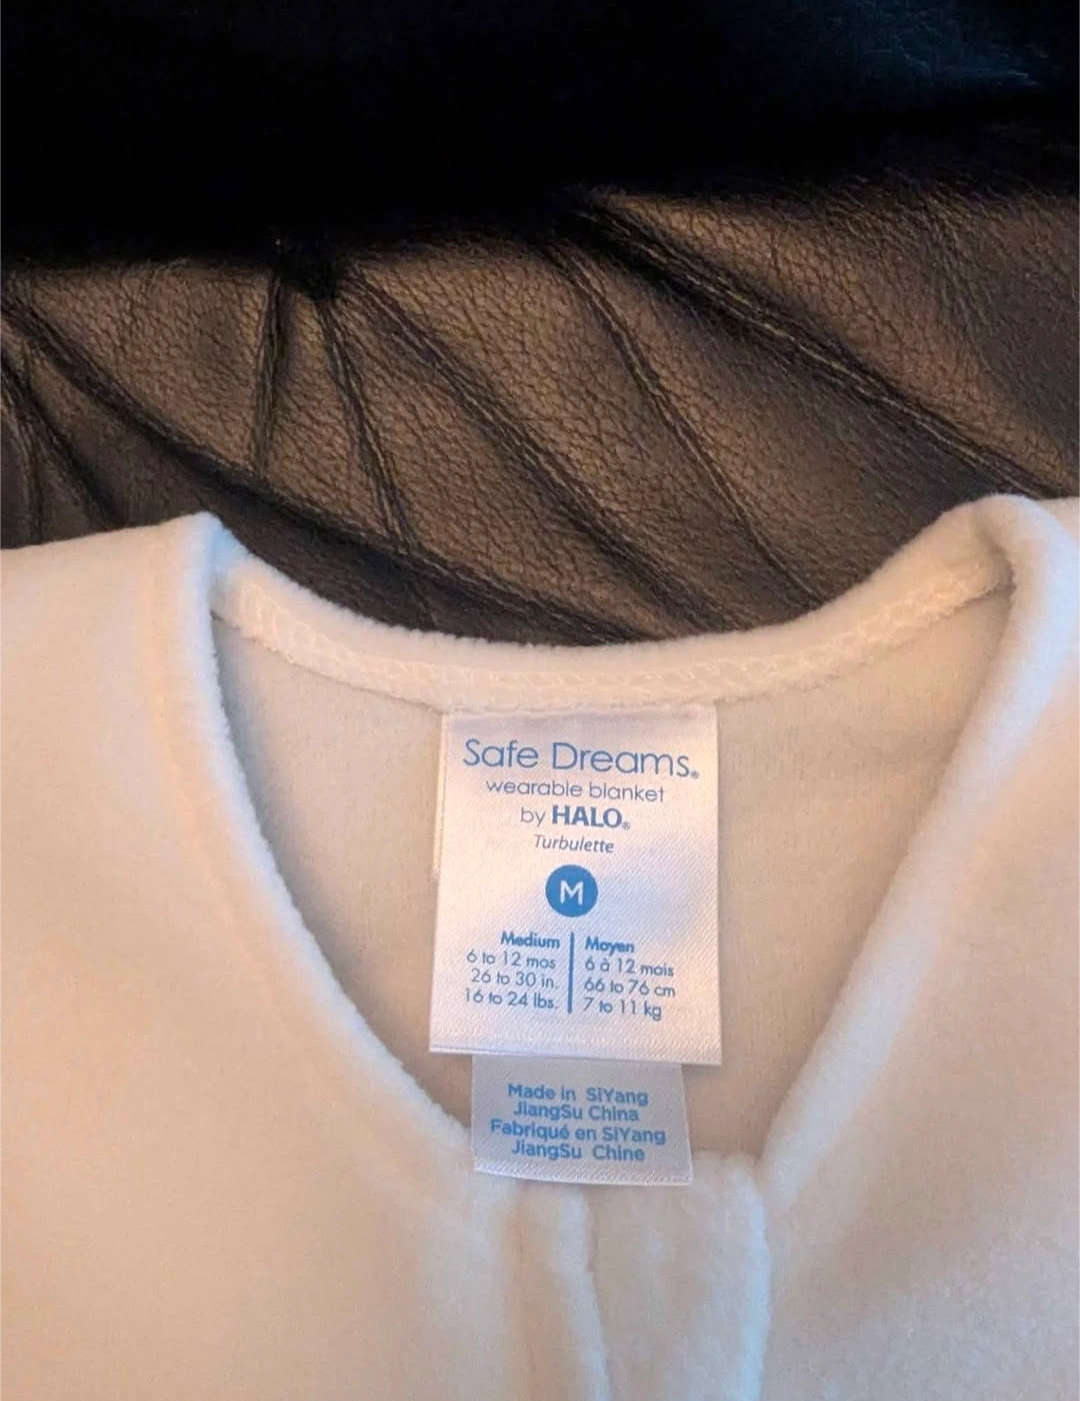 Safe Dreams®
wearable blanket
by HALO®
Turbulette
M
Medium
6 to 12 mos
26 to 30 in.
16 to 24 lbs.
Moyen
6 à 12 mois
66 to 76 cm
7 to 11 kg
Made in SiYang
JiangSu China
Fabriqué en SiYang
JiangSu Chine